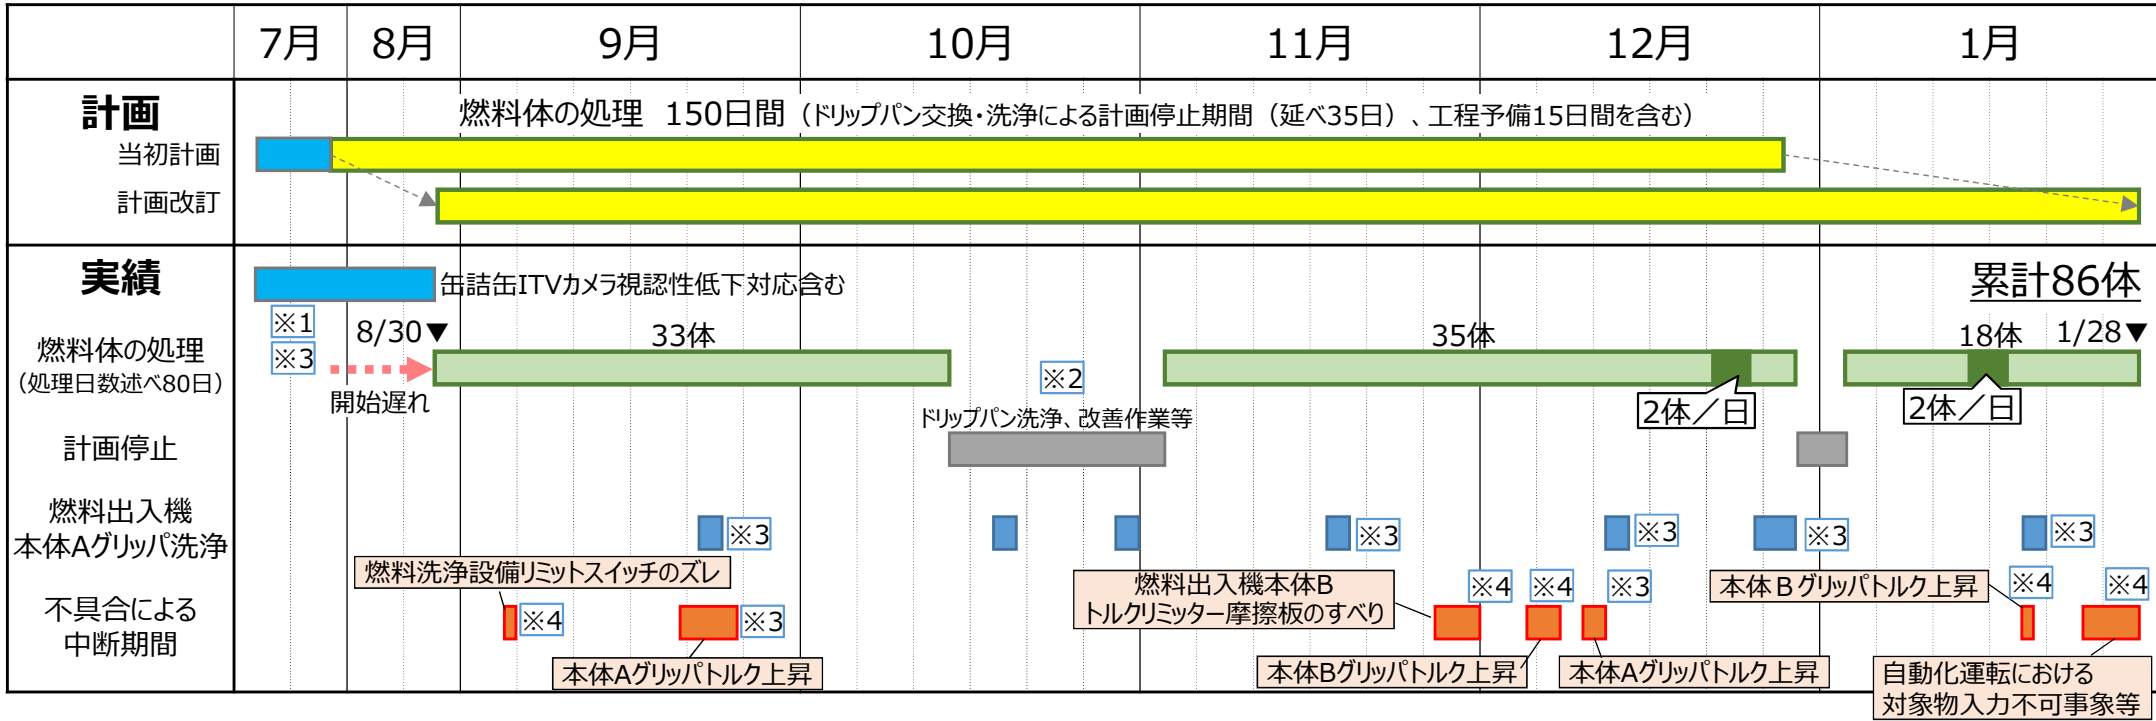 7月 8月 9月 10月 11月 12月 1月
計画
燃料体の処理 150日間（ドリップパン交換・洗浄による計画停止期間（延べ35日）、工程予備15日間を含む）
当初計画
計画改訂
実績
缶詰缶ITVカメラ視認性低下対応含む
累計86体
※1
※3
8/30▼
33体
35体
18体
1/28▼
燃料体の処理
（処理日数述べ80日）
開始遅れ
※2
2体／日
2体／日
ドリップパン洗浄、改善作業等
計画停止
燃料出入機
本体Aグリッパ洗浄
※3
※3
※3
※3
※3
燃料洗浄設備リミットスイッチのズレ
燃料出入機本体B
トルクリミッター摩擦板のすべり
本体Ｂグリッパトルク上昇
不具合による
中断期間
※4
※3
※4
※4
※3
※4
※4
本体Aグリッパトルク上昇
本体Bグリッパトルク上昇
本体Aグリッパトルク上昇
自動化運転における
対象物入力不可事象等